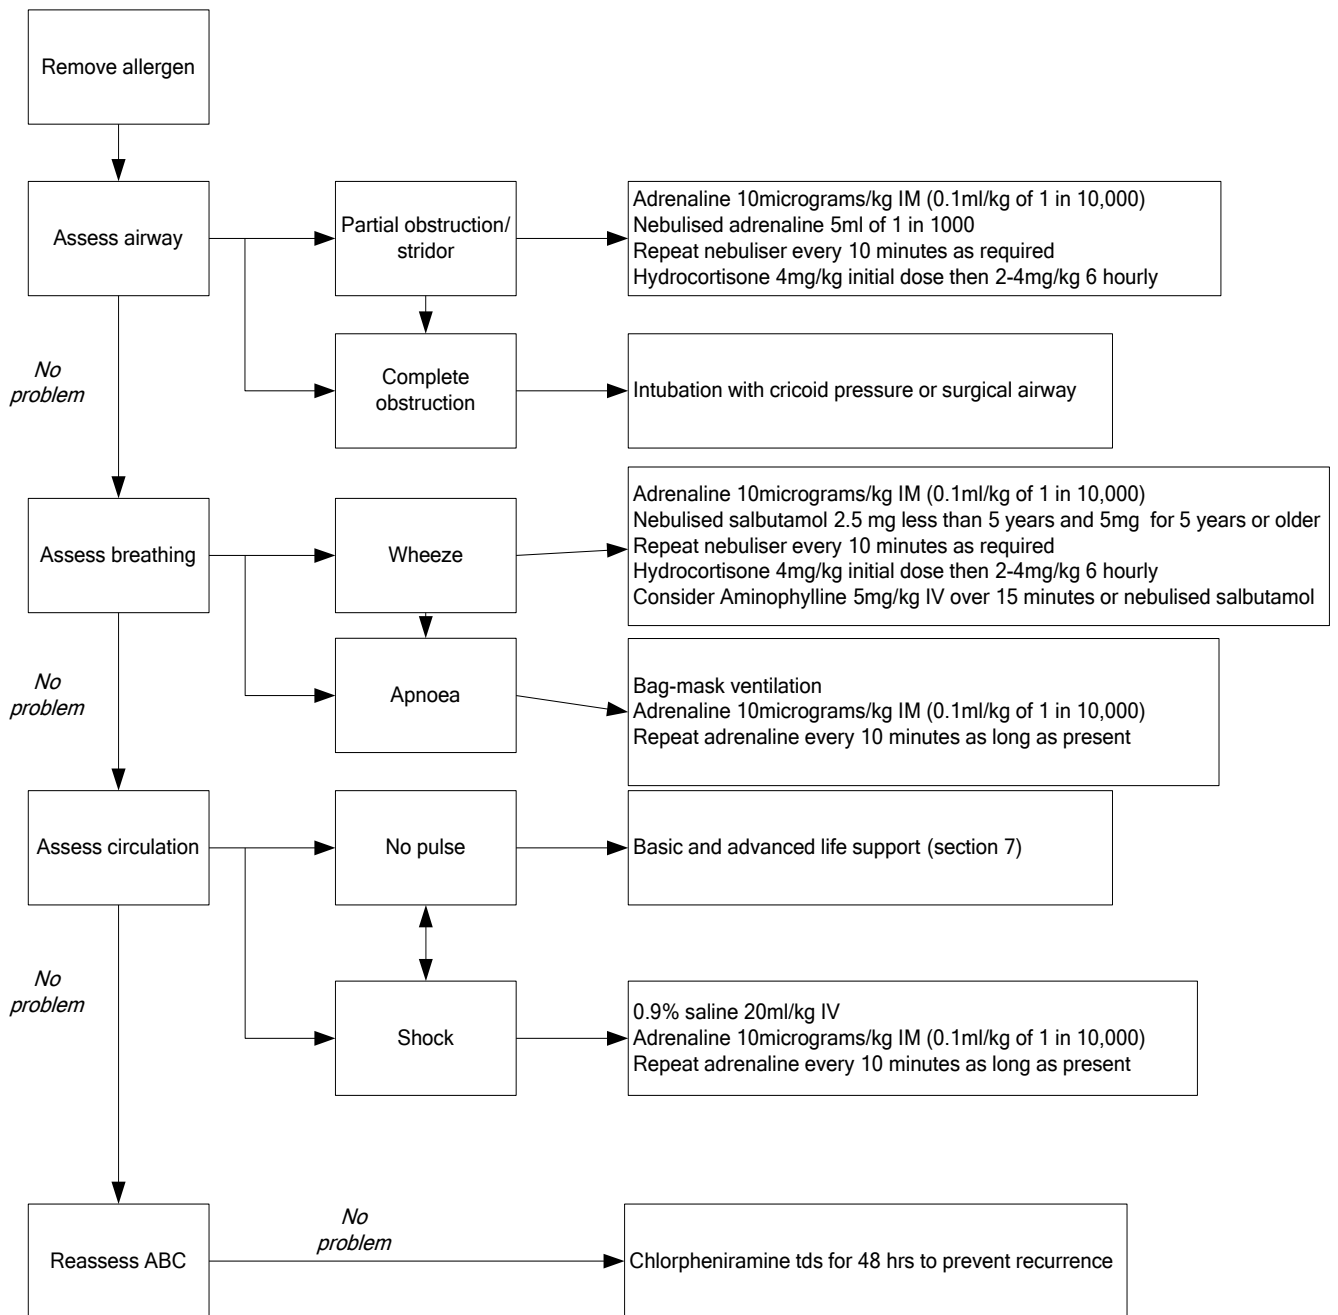 Remove allergen
Assess airway
Partial obstruction/
stridor
Adrenaline 10micrograms/kg IM (0.1ml/kg of 1 in 10,000)
Nebulised adrenaline 5ml of 1 in 1000
Repeat nebuliser every 10 minutes as required
Hydrocortisone 4mg/kg initial dose then 2-4mg/kg 6 hourly
Complete
obstruction
Intubation with cricoid pressure or surgical airway
No
problem
Assess breathing
Wheeze
Adrenaline 10micrograms/kg IM (0.1ml/kg of 1 in 10,000)
Nebulised salbutamol 2.5 mg less than 5 years and 5mg  for 5 years or older
Repeat nebuliser every 10 minutes as required
Hydrocortisone 4mg/kg initial dose then 2-4mg/kg 6 hourly
Consider Aminophylline 5mg/kg IV over 15 minutes or nebulised salbutamol
Apnoea
Bag-mask ventilation
Adrenaline 10micrograms/kg IM (0.1ml/kg of 1 in 10,000)
Repeat adrenaline every 10 minutes as long as present
No
problem
Assess circulation
No pulse
Basic and advanced life support (section 7)
Shock
0.9% saline 20ml/kg IV
Adrenaline 10micrograms/kg IM (0.1ml/kg of 1 in 10,000)
Repeat adrenaline every 10 minutes as long as present
No
problem
Reassess ABC
No
problem
Chlorpheniramine tds for 48 hrs to prevent recurrence